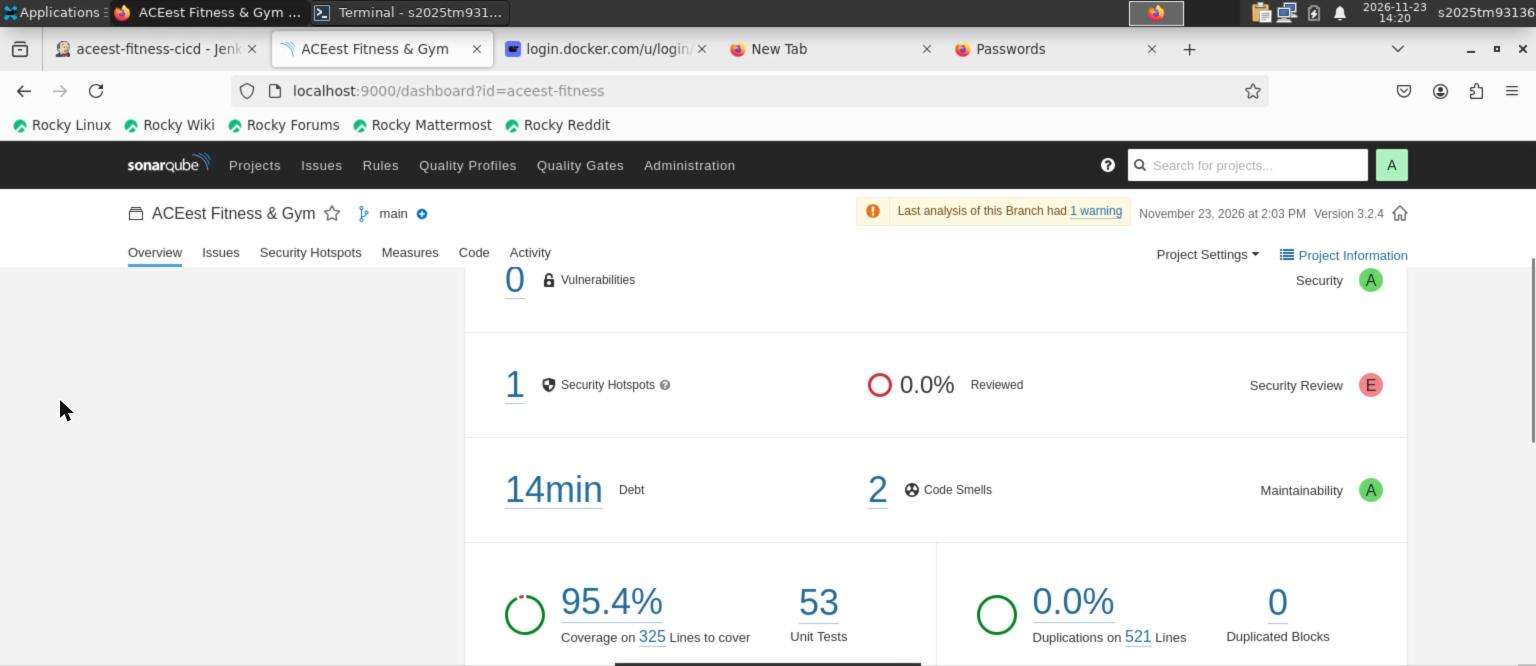 Applications
ACEest Fitness & Gym ...
Terminal - s2025tm931...
2026-11-23
14:20
s2025tm93136
aceest-fitness-cicd - Jenk
ACEest Fitness & Gym
login.docker.com/u/login/
New Tab
Passwords
localhost:9000/dashboard?id=aceest-fitness
Rocky Linux
Rocky Wiki
Rocky Forums
Rocky Mattermost
Rocky Reddit
sonarqube
Projects
Issues
Rules
Quality Profiles
Quality Gates
Administration
Search for projects...
A
ACEest Fitness & Gym
main
Last analysis of this Branch had 1 warning
November 23, 2026 at 2:03 PM
Version 3.2.4
Overview
Issues
Security Hotspots
Measures
Code
Activity
Project Settings
Project Information
0 Vulnerabilities
Security A
1 Security Hotspots
0.0% Reviewed
Security Review E
14min Debt
2 Code Smells
Maintainability A
95.4%
Coverage on 325 Lines to cover
53
Unit Tests
0.0%
Duplications on 521 Lines
0
Duplicated Blocks